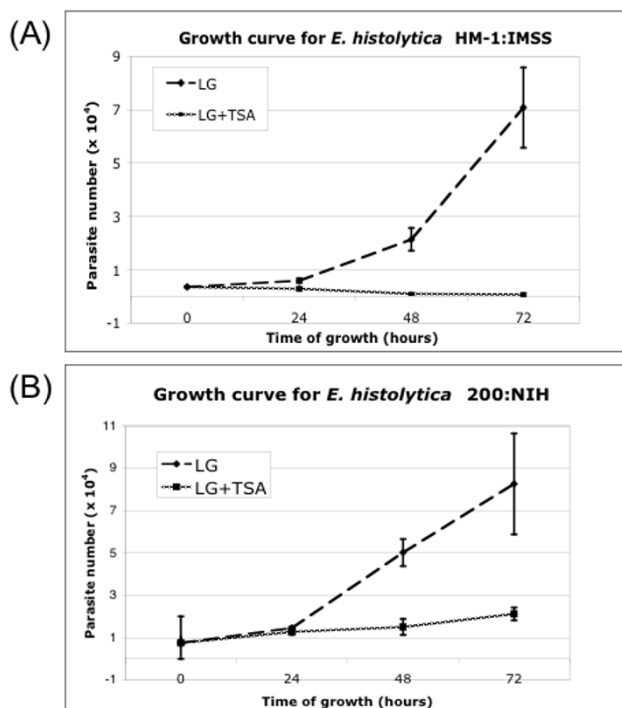 (A)
Growth curve for E. histolytica HM-1:IMSS
LG
LG+TSA
Parasite number (x 10⁴)
9
7
5
3
1
-1
0 24 48 72
Time of growth (hours)
(B)
Growth curve for E. histolytica 200:NIH
LG
LG+TSA
Parasite number (x 10⁴)
11
9
7
5
3
1
-1
0 24 48 72
Time of growth (hours)